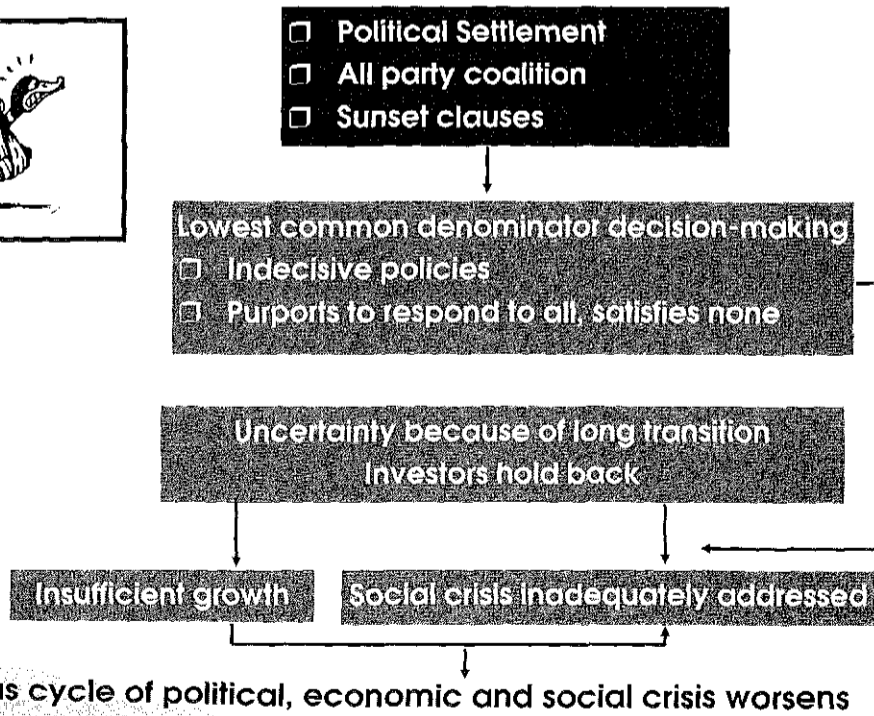 ❐ Political Settlement
❐ All party coalition
❐ Sunset clauses
Lowest common denominator decision-making
❐ Indecisive policies
❐ Purports to respond to all, satisfies none
Uncertainty because of long transition
Investors hold back
Insufficient growth
Social crisis inadequately addressed
cycle of political, economic and social crisis worsens